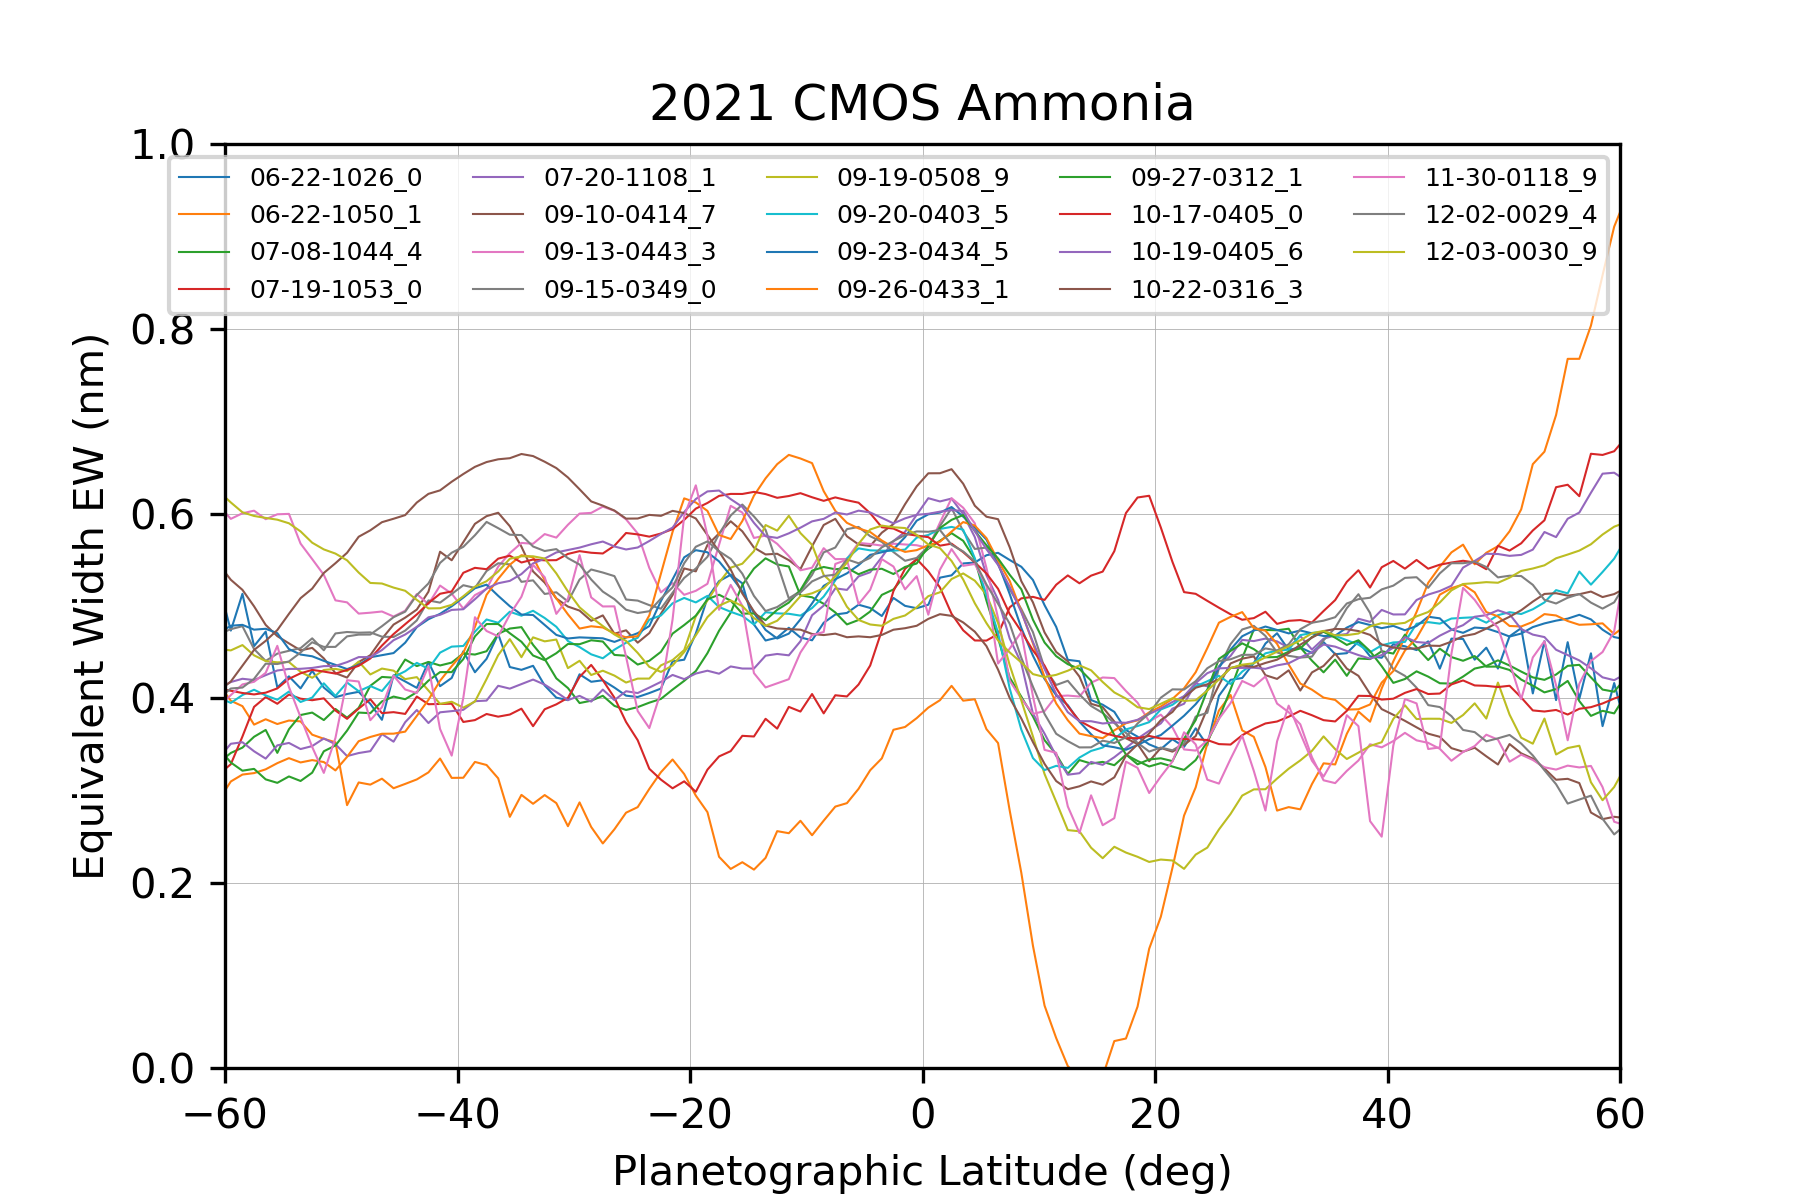 2021 CMOS Ammonia
1.0
0.8
0.6
0.4
0.2
0.0
Equivalent Width EW (nm)
06-22-1026_0 07-20-1108_1 09-19-0508_9 09-27-0312_1 11-30-0118_9
06-22-1050_1 09-10-0414_7 09-20-0403_5 10-17-0405_0 12-02-0029_4
07-08-1044_4 09-13-0443_3 09-23-0434_5 10-19-0405_6 12-03-0030_9
07-19-1053_0 09-15-0349_0 09-26-0433_1 10-22-0316_3
−60 −40 −20 0 20 40 60
Planetographic Latitude (deg)